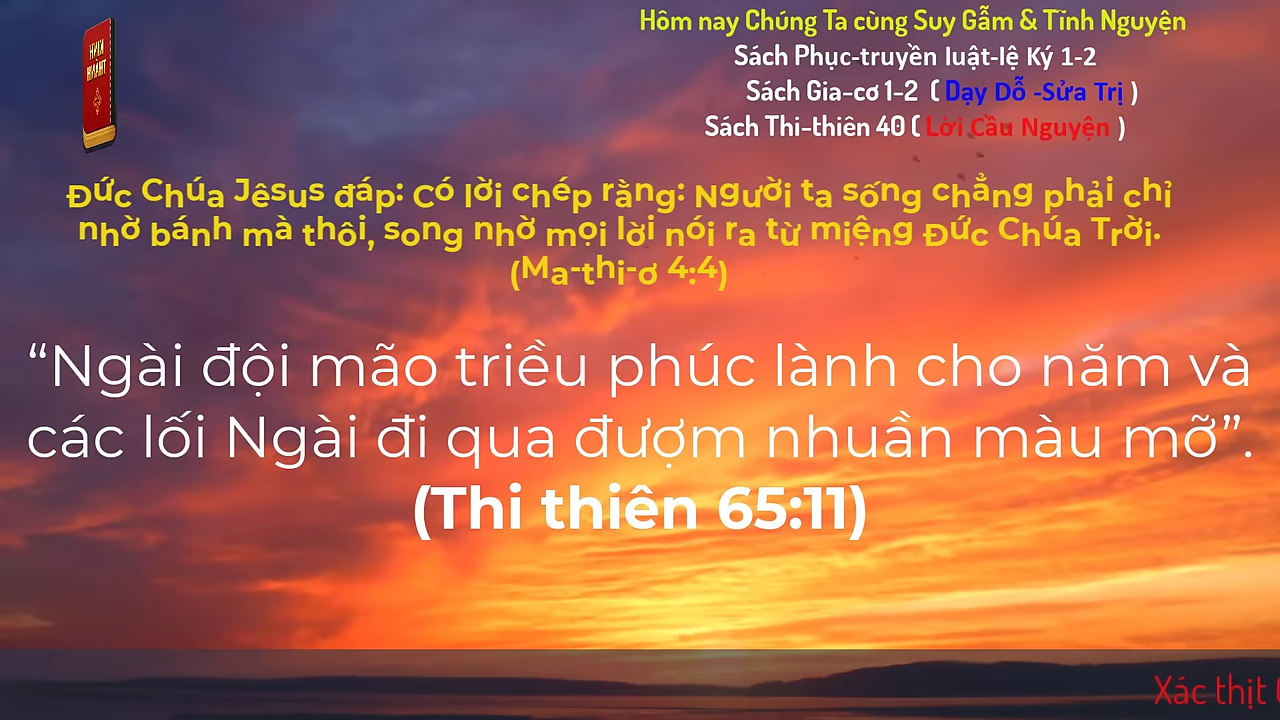 Hôm nay Chúng Ta cùng Suy Gẫm & Tĩnh Nguyện
Sách Phục-truyền luật-lệ Ký 1-2
Sách Gia-cơ 1-2 ( Dạy Dỗ -Sửa Trị )
Sách Thi-thiên 40 ( Lời Cầu Nguyện )
KINH
THÁNH
Đức Chúa Jêsus đáp: Có lời chép rằng: Người ta sống chẳng phải chỉ
nhờ bánh mà thôi, song nhờ mọi lời nói ra từ miệng Đức Chúa Trời.
(Ma-thi-ơ 4:4)
“Ngài đội mão triều phúc lành cho năm và
các lối Ngài đi qua đượm nhuần màu mỡ”.
(Thi thiên 65:11)
Xác thịt